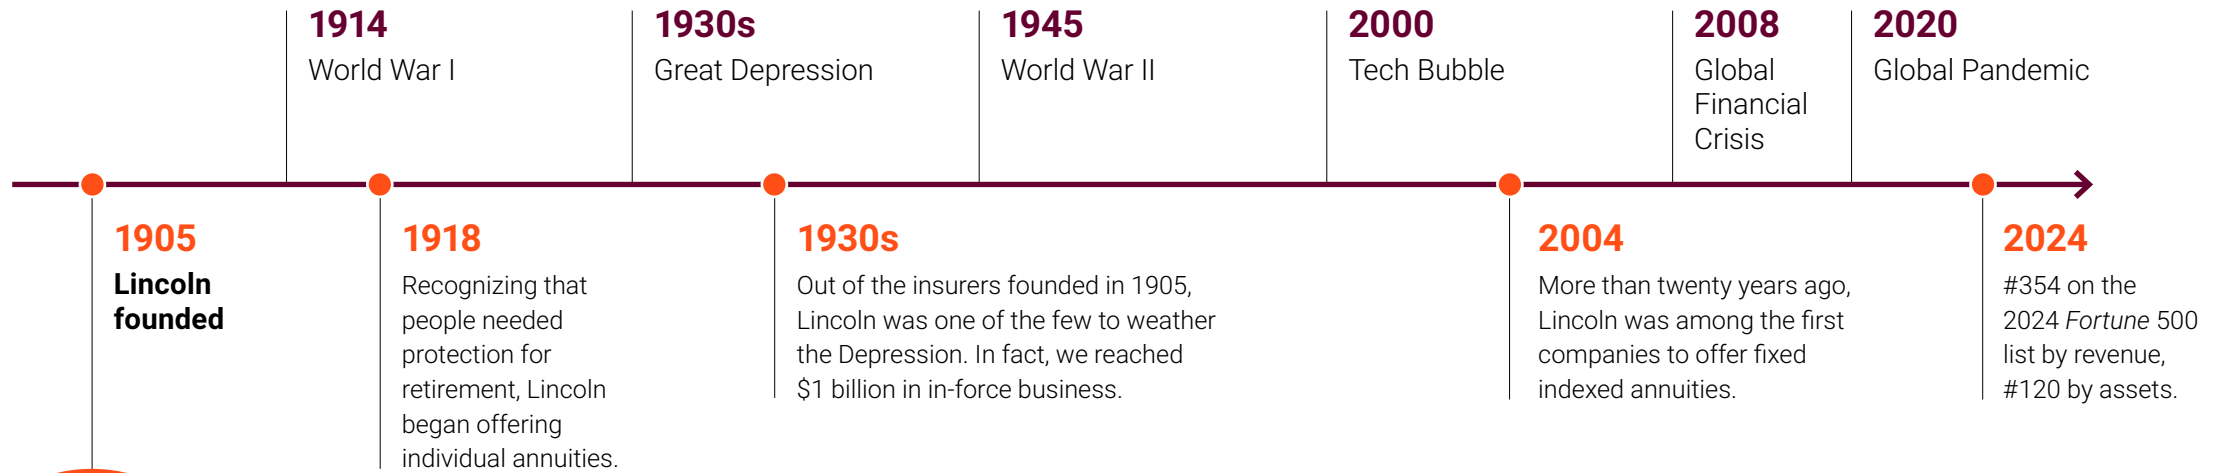 1914
World War I
1930s
Great Depression
1945
World War II
2000
Tech Bubble
2008
Global
Financial
Crisis
2020
Global Pandemic
1905
Lincoln
founded
1918
Recognizing that
people needed
protection for
retirement, Lincoln
began offering
individual annuities.
1930s
Out of the insurers founded in 1905,
Lincoln was one of the few to weather
the Depression. In fact, we reached
$1 billion in in-force business.
2004
More than twenty years ago,
Lincoln was among the first
companies to offer fixed
indexed annuities.
2024
#354 on the
2024 Fortune 500
list by revenue,
#120 by assets.